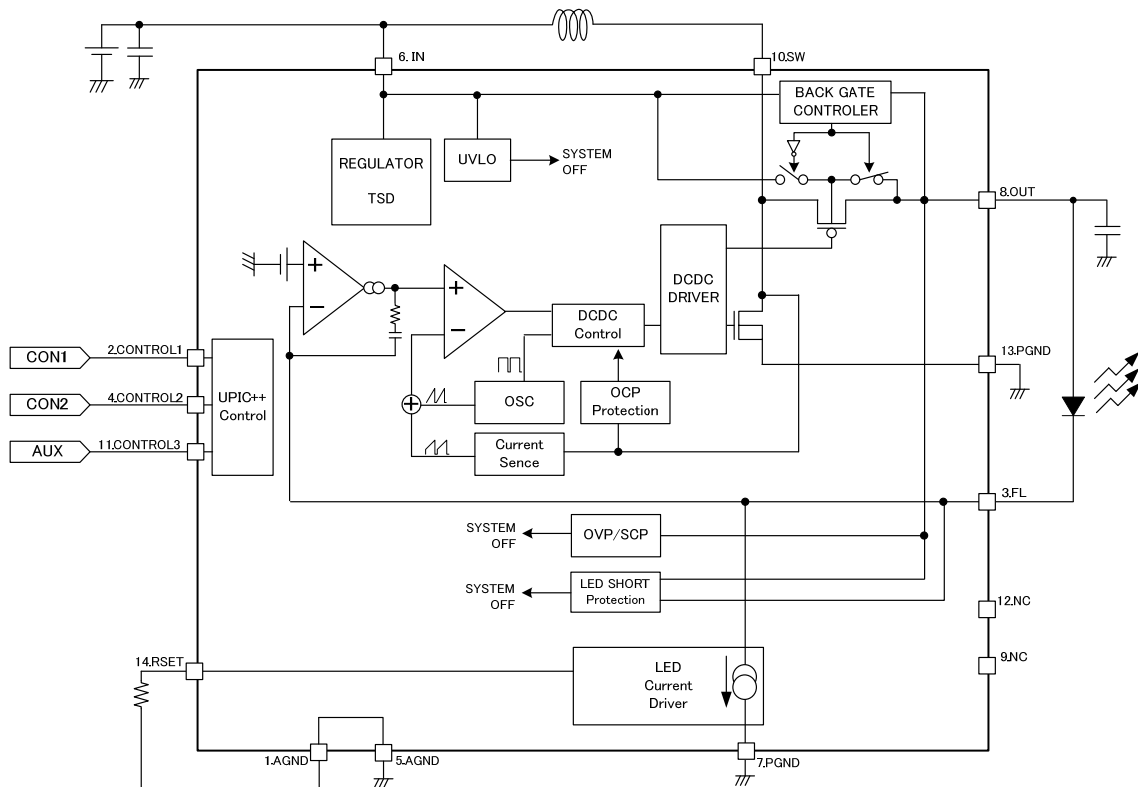 6. IN
10.SW
BACK GATE
CONTROLER
REGULATOR
TSD
UVLO
SYSTEM
OFF
8.OUT
+
−
+
−
DCDC
Control
DCDC
DRIVER
13.PGND
CON1
2.CONTROL1
CON2
4.CONTROL2
AUX
11.CONTROL3
UPIC++
Control
OSC
OCP
Protection
Current
Sence
3.FL
SYSTEM
OFF
OVP/SCP
SYSTEM
OFF
LED SHORT
Protection
12.NC
9.NC
14.RSET
LED
Current
Driver
1.AGND
5.AGND
7.PGND